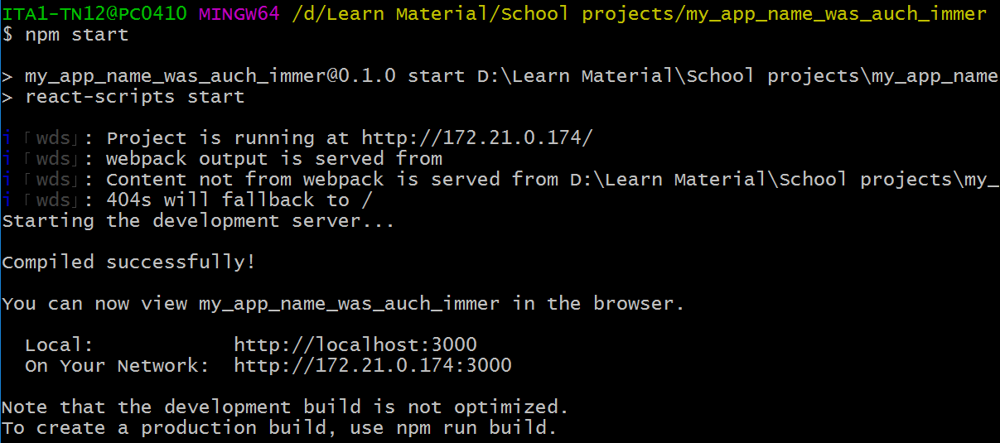 ITA1-TN12@PC0410 MINGW64 /d/Learn Material/School projects/my_app_name_was_auch_immer
$ npm start
> my_app_name_was_auch_immer@0.1.0 start D:\Learn Material\School projects\my_app_name
> react-scripts start
i ｢wds｣: Project is running at http://172.21.0.174/
i ｢wds｣: webpack output is served from
i ｢wds｣: Content not from webpack is served from D:\Learn Material\School projects\my_
i ｢wds｣: 404s will fallback to /
Starting the development server...
Compiled successfully!
You can now view my_app_name_was_auch_immer in the browser.
Local: http://localhost:3000
On Your Network: http://172.21.0.174:3000
Note that the development build is not optimized.
To create a production build, use npm run build.